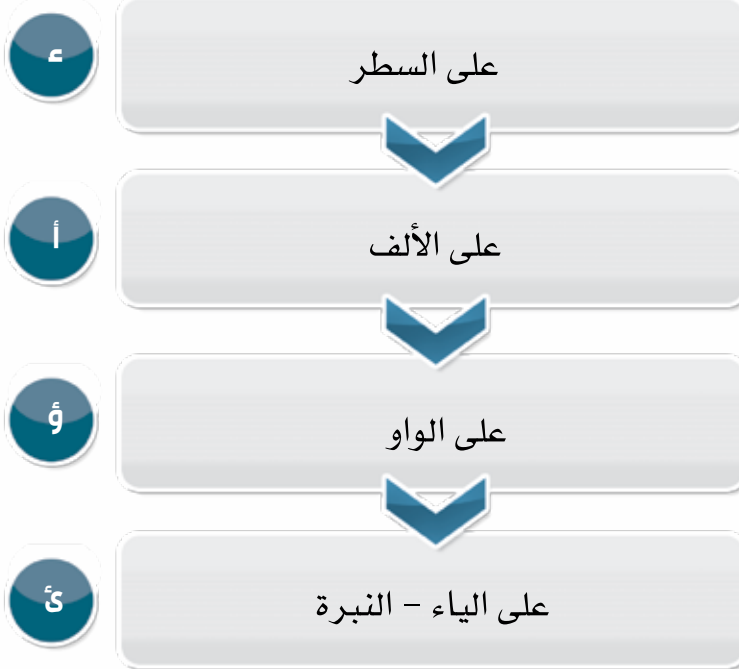 ء
على السطر
أ
على الألف
ؤ
على الواو
ئ
على الياء - النبرة